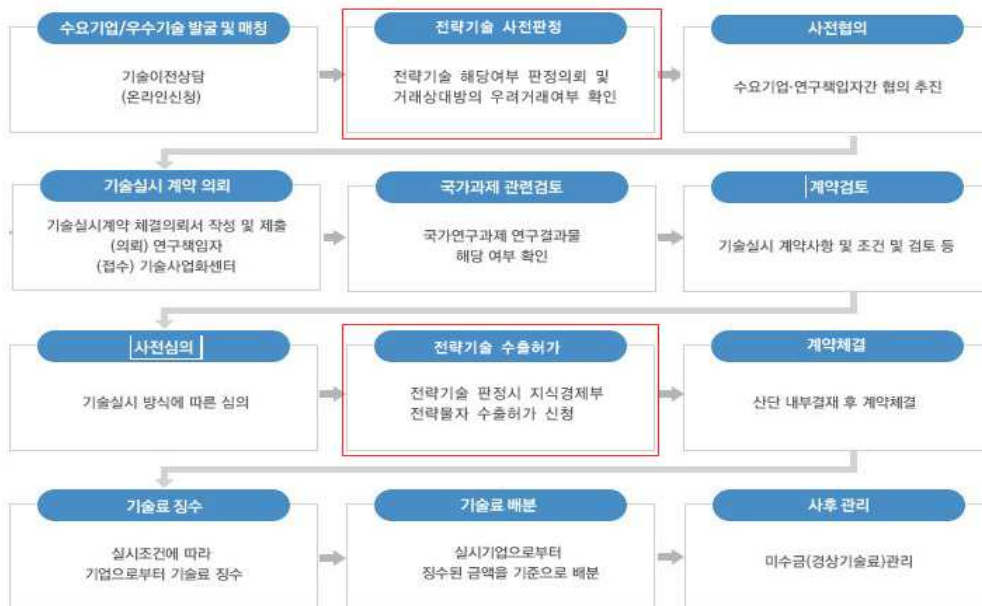 수요기업/우수기술 발굴 및 매칭
기술이전상담
(온라인신청)
전략기술 사전판정
전략기술 해당여부 판정의뢰 및
거래상대방의 우려거래여부 확인
사전협의
수요기업·연구책임자간 협의 추진
기술실시 계약 의뢰
기술실시계약 체결의뢰서 작성 및 제출
(의뢰) 연구책임자
(접수) 기술사업화센터
국가과제 관련검토
국가연구과제 연구결과물
해당 여부 확인
계약검토
기술실시 계약사항 및 조건 및 검토 등
사전심의
기술실시 방식에 따른 심의
전략기술 수출허가
전략기술 판정시 지식경제부
전략물자 수출허가 신청
계약체결
산단 내부결재 후 계약체결
기술료 징수
실시조건에 따라
기업으로부터 기술료 징수
기술료 배분
실시기업으로부터
징수된 금액을 기준으로 배분
사후 관리
미수금(경상기술료)관리